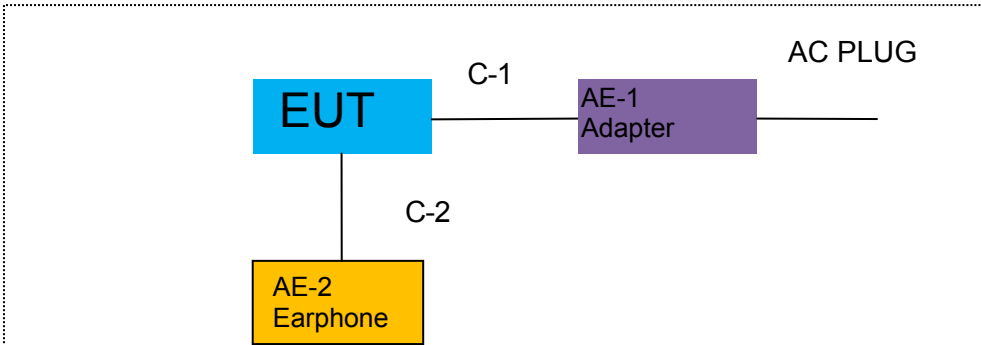 AC PLUG
C-1
EUT
AE-1
Adapter
C-2
AE-2
Earphone